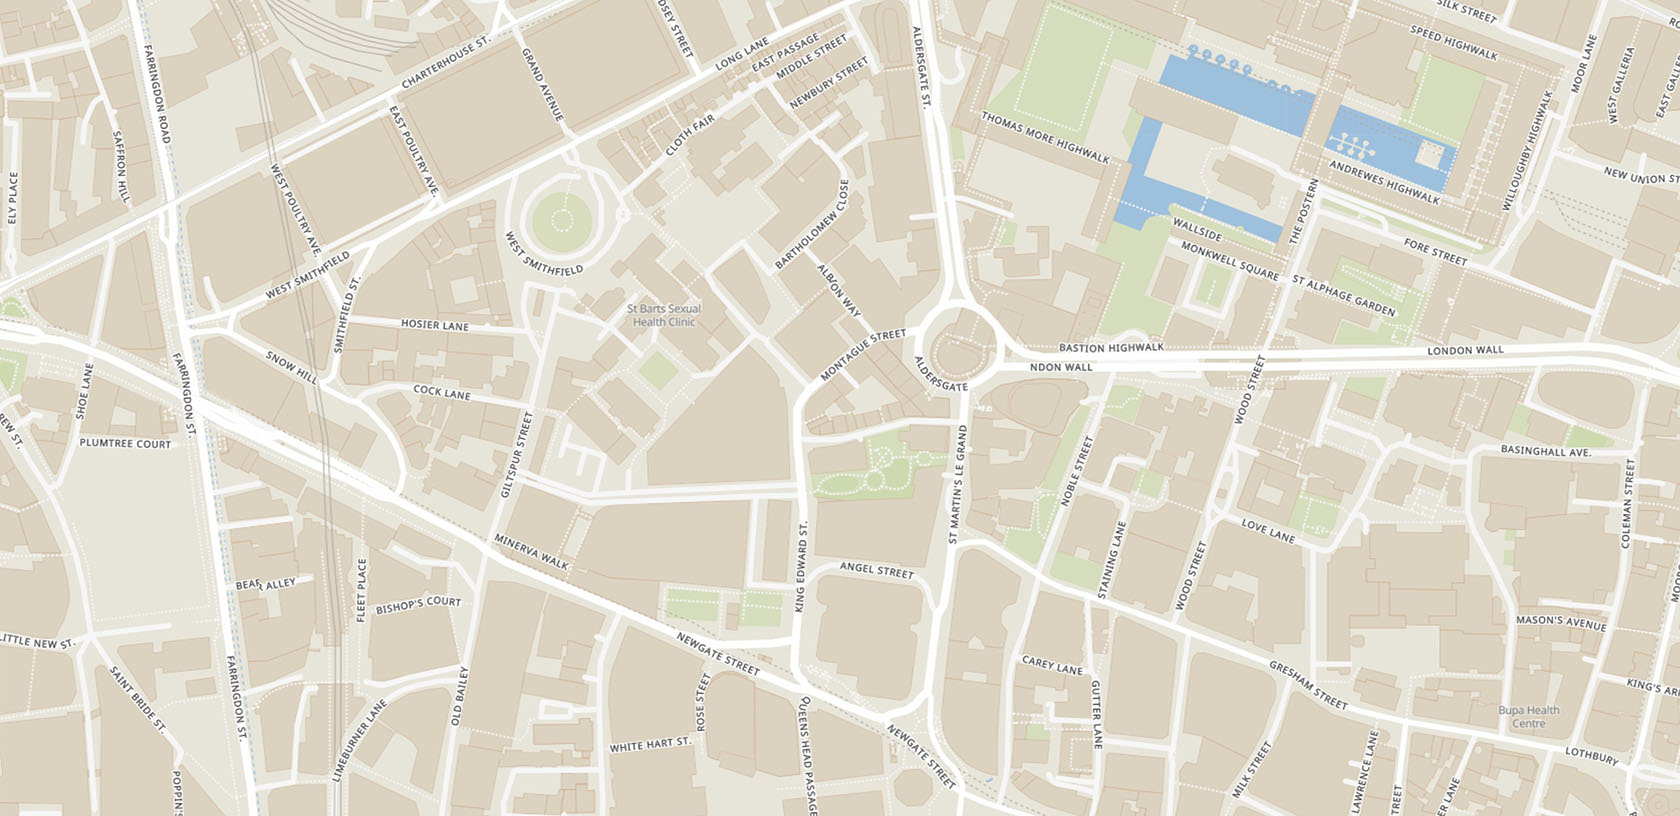 SILK STREET
SPEED HIGHWALK
MOOR LANE
WEST GALLERIA
FARRINGDON ROAD
CHARTERHOUSE ST.
GRAND AVENUE
LONG LANE
EAST PASSAGE
MIDDLE STREET
NEWBURY STREET
ALDERSGATE ST.
CLOTH FAIR
THOMAS MORE HIGHWALK
ANDREWES HIGHWALK
WILLOUGHBY HIGHWALK
SAFFRON HILL
EAST POULTRY AVE.
WEST POULTRY AVE.
ELY PLACE
THE POSTERN
WALLSIDE
MONKWELL SQUARE
FORE STREET
ST ALPHAGE GARDEN
WEST SMITHFIELD
WEST SMITHFIELD
BARTHOLOMEW CLOSE
ALBION WAY
SMITHFIELD ST.
HOSIER LANE
St Barts Sexual
Health Clinic
MONTAGUE STREET
ALDERSGATE
BASTION HIGHWALK
NDON WALL
LONDON WALL
SNOW HILL
COCK LANE
SHOE LANE
FARRINGDON ST.
PLUMTREE COURT
GILTSPUR STREET
ST MARTIN'S LE GRAND
NOBLE STREET
WOOD STREET
BASINGHALL AVE.
COLEMAN STREET
LOVE LANE
MINERVA WALK
KING EDWARD ST.
ANGEL STREET
STAINING LANE
WOOD STREET
FLEET PLACE
BISHOP'S COURT
MASON'S AVENUE
LITTLE NEW ST.
SAINT BRIDE ST.
FARRINGDON ST.
LIMEBURNER LANE
OLD BAILEY
NEWGATE STREET
ROSE STEET
WHITE HART ST.
QUEENS HEAD PASSAGE
NEWGATE STREET
CAREY LANE
GUTTER LANE
GRESHAM STREET
MILK STREET
LAWRENCE LANE
Bupa Health
Centre
LOTHBURY